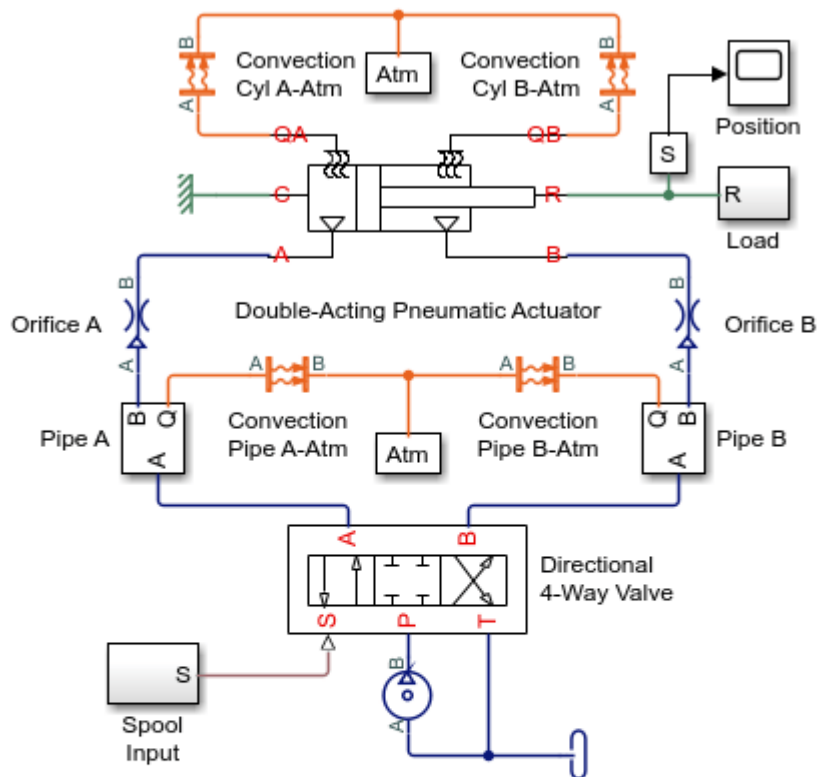 B
Convection
Cyl A-Atm
A
Atm
Convection
Cyl B-Atm
B
A
Position
QA
QB
S
C
R
R
Load
A
B
B
Orifice A
A
Double-Acting Pneumatic Actuator
B
Orifice B
A
A
B
A
B
B
Q
A
Pipe A
Convection
Pipe A-Atm
Atm
Convection
Pipe B-Atm
Q
B
A
Pipe B
A
B
S
P
T
Directional
4-Way Valve
S
Spool
Input
B
A